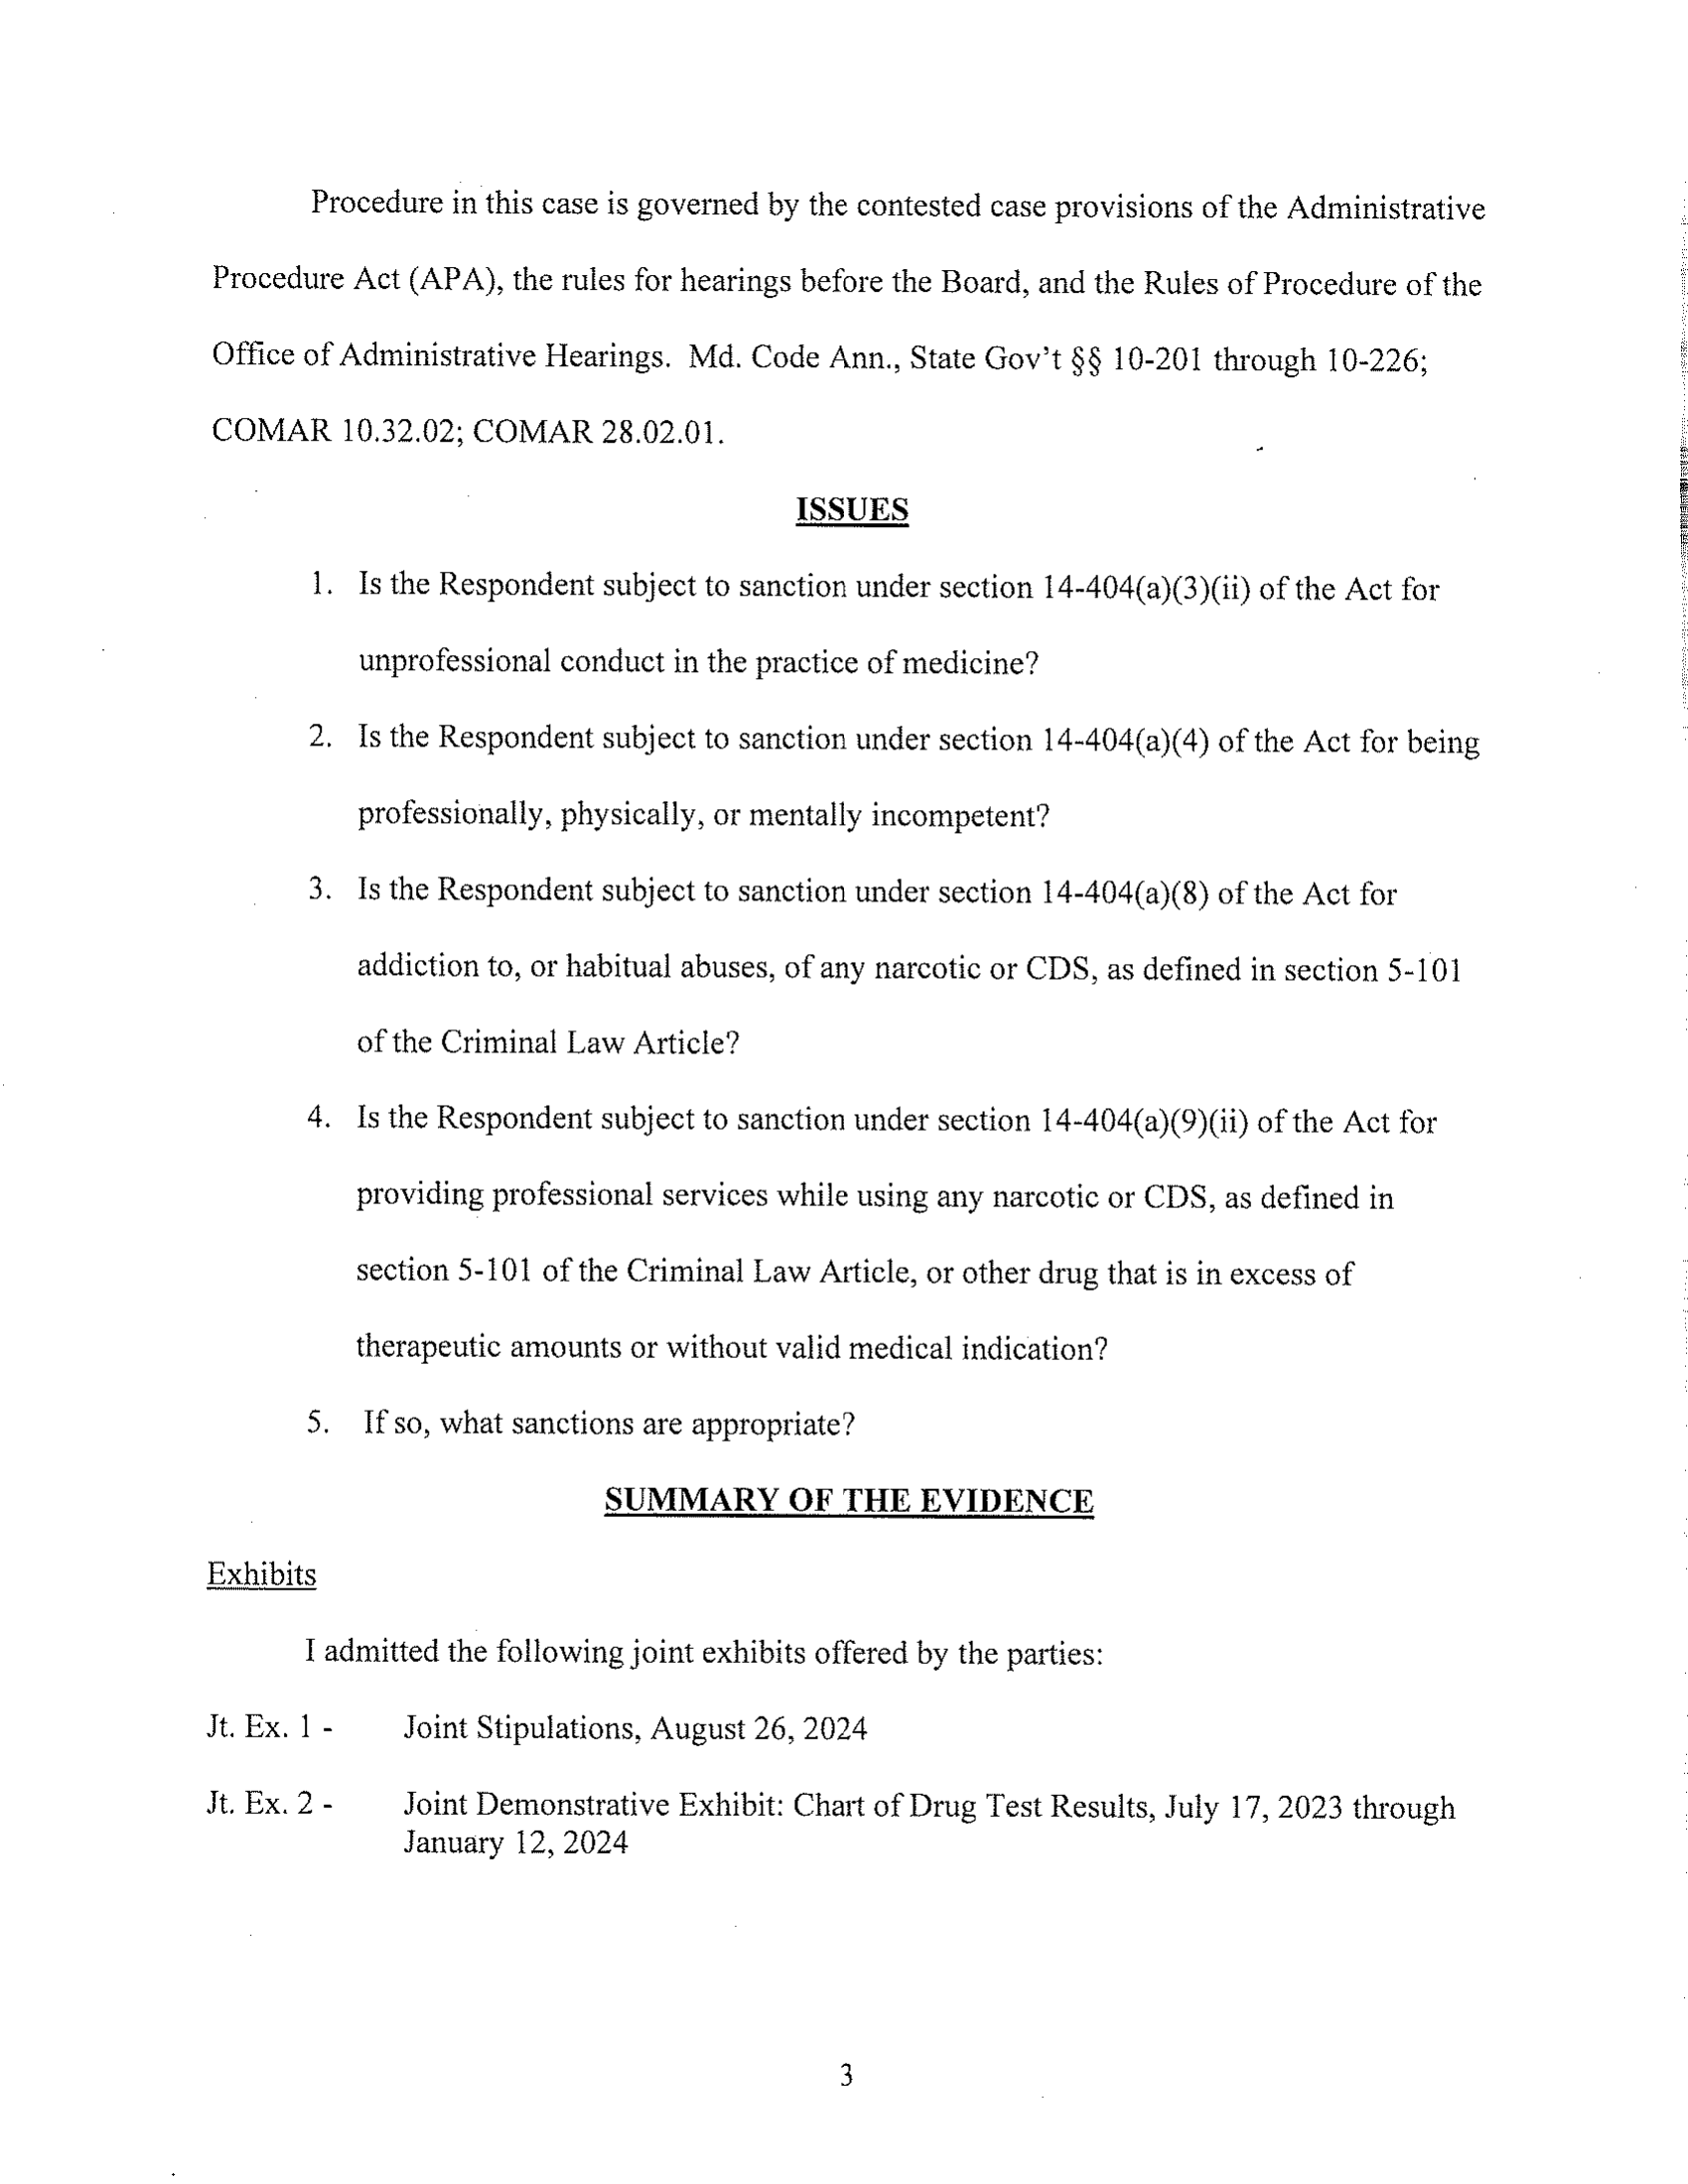 Procedure in this case is governed by the contested case provisions of the Administrative
Procedure Act (APA), the rules for hearings before the Board, and the Rules of Procedure of the
Office of Administrative Hearings. Md. Code Ann., State Gov't §§ 10-201 through 10-226;
COMAR 10.32.02; COMAR 28.02.01.
ISSUES
1. Is the Respondent subject to sanction under section 14-404(a)(3)(ii) of the Act for
unprofessional conduct in the practice of medicine?
2. Is the Respondent subject to sanction under section 14-404(a)(4) of the Act for being
professionally, physically, or mentally incompetent?
3. Is the Respondent subject to sanction under section 14-404(a)(8) of the Act for
addiction to, or habitual abuses, of any narcotic or CDS, as defined in section 5-101
of the Criminal Law Article?
4. Is the Respondent subject to sanction under section 14-404(a)(9)(ii) of the Act for
providing professional services while using any narcotic or CDS, as defined in
section 5-101 of the Criminal Law Article, or other drug that is in excess of
therapeutic amounts or without valid medical indication?
5. If so, what sanctions are appropriate?
SUMMARY OF THE EVIDENCE
Exhibits
I admitted the following joint exhibits offered by the parties:
Jt. Ex. 1 - Joint Stipulations, August 26, 2024
Jt. Ex. 2 - Joint Demonstrative Exhibit: Chart of Drug Test Results, July 17, 2023 through
January 12, 2024
3